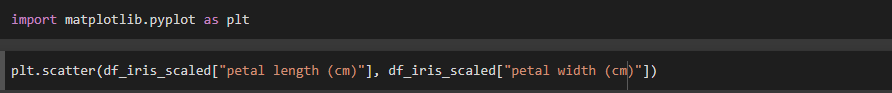 import matplotlib.pyplot as plt
plt.scatter(df_iris_scaled["petal length (cm)"], df_iris_scaled["petal width (cm)"])